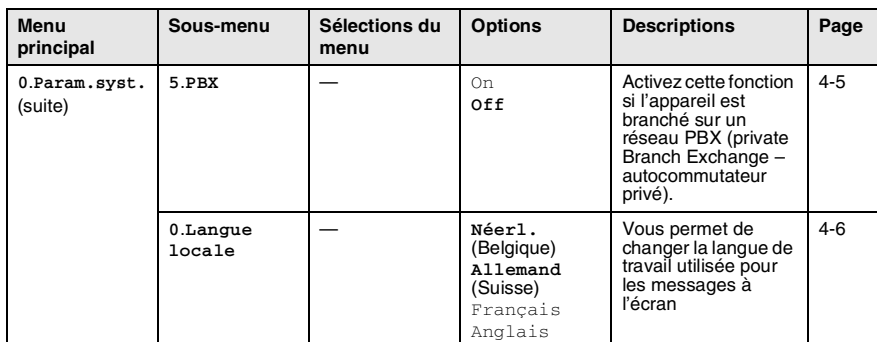 Menu principal
Sous-menu
Sélections du menu
Options
Descriptions
Page
0.Param.syst.
(suite)
5.PBX
—
On
Off
Activez cette fonction
si l'appareil est
branché sur un
réseau PBX (private
Branch Exchange –
autocommutateur
privé).
4-5
0.Langue
locale
—
Néerl.
(Belgique)
Allemand
(Suisse)
Français
Anglais
Vous permet de
changer la langue de
travail utilisée pour
les messages à
l'écran
4-6